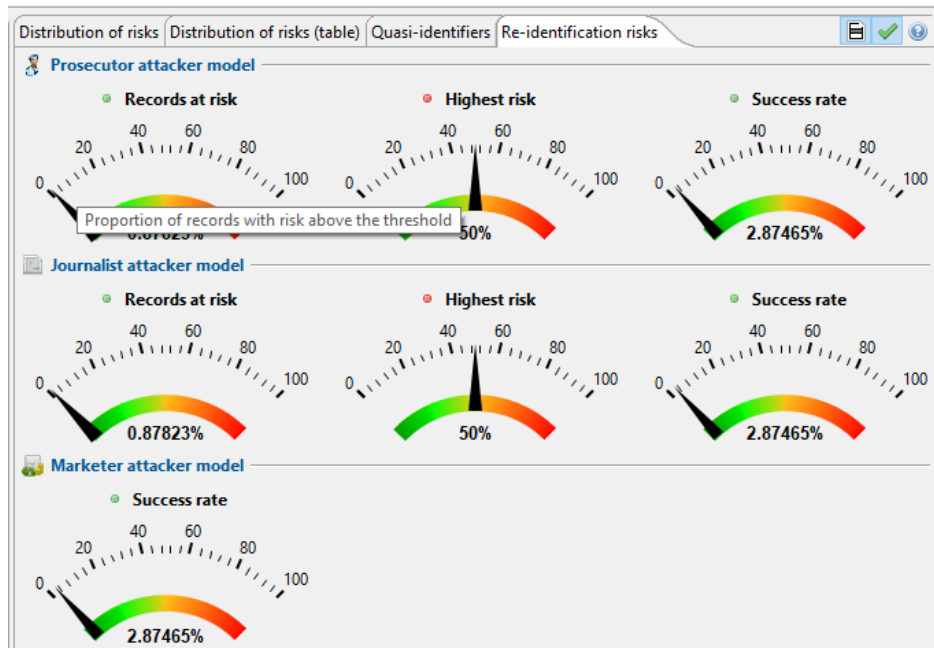 Distribution of risks Distribution of risks (table) Quasi-identifiers Re-identification risks
Prosecutor attacker model
Records at risk Highest risk Success rate
0 20 40 60 80 100 0 20 40 60 80 100 0 20 40 60 80 100
Proportion of records with risk above the threshold
0.87823% 50% 2.87465%
Journalist attacker model
Records at risk Highest risk Success rate
0 20 40 60 80 100 0 20 40 60 80 100 0 20 40 60 80 100
0.87823% 50% 2.87465%
Marketer attacker model
Success rate
0 20 40 60 80 100
2.87465%